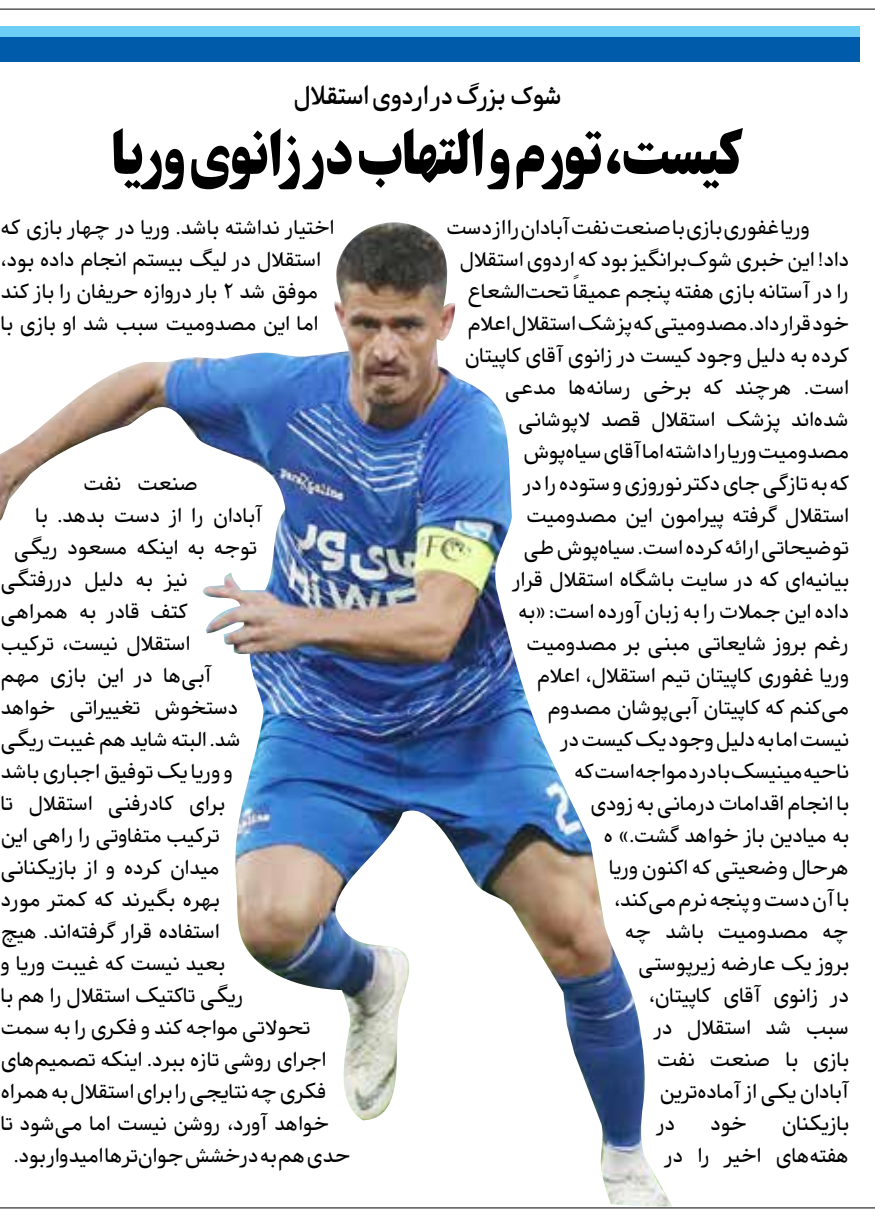 شوک بزرگ در اردوی استقلال
کیست، تورم و التهاب در زانوی وریا
وریا غفوری بازی با صنعت نفت آبادان را از دست
داد! این خبری شوک‌برانگیز بود که اردوی استقلال
را در آستانه بازی هفته پنجم عمیقاً تحت‌الشعاع
خود قرار داد. مصدومیتی که پزشک استقلال اعلام
کرده به دلیل وجود کیست در زانوی آقای کاپیتان
است. هرچند که برخی رسانه‌ها مدعی
شده‌اند پزشک استقلال قصد لاپوشانی
مصدومیت وریا را داشته اما آقای سیاه‌پوش
که به تازگی جای دکتر نوروزی و ستوده را در
استقلال گرفته پیرامون این مصدومیت
توضیحاتی ارائه کرده است. سیاه‌پوش طی
بیانیه‌ای که در سایت باشگاه استقلال قرار
داده این جملات را به زبان آورده است: «به
رغم بروز شایعاتی مبنی بر مصدومیت
وریا غفوری کاپیتان تیم استقلال، اعلام
می‌کنم که کاپیتان آبی‌پوشان مصدوم
نیست اما به دلیل وجود یک کیست در
ناحیه مینیسک با درد مواجه است که
با انجام اقدامات درمانی به زودی
به میادین باز خواهد گشت.» ه
هرحال وضعیتی که اکنون وریا
با آن دست و پنجه نرم می‌کند،
چه مصدومیت باشد چه
بروز یک عارضه زیرپوستی
در زانوی آقای کاپیتان،
سبب شد استقلال در
بازی با صنعت نفت
آبادان یکی از آماده‌ترین
بازیکنان خود در
هفته‌های اخیر را در
اختیار نداشته باشد. وریا در چهار بازی که
استقلال در لیگ بیستم انجام داده بود،
موفق شد ۲ بار دروازه حریفان را باز کند
اما این مصدومیت سبب شد او بازی با
صنعت نفت
آبادان را از دست بدهد. با
توجه به اینکه مسعود ریگی
نیز به دلیل دررفتگی
کتف قادر به همراهی
استقلال نیست، ترکیب
آبی‌ها در این بازی مهم
دستخوش تغییراتی خواهد
شد. البته شاید هم غیبت ریگی
و وریا یک توفیق اجباری باشد
برای کادرفنی استقلال تا
ترکیب متفاوتی را راهی این
میدان کرده و از بازیکنانی
بهره بگیرند که کمتر مورد
استفاده قرار گرفته‌اند. هیچ
بعید نیست که غیبت وریا و
ریگی تاکتیک استقلال را هم با
تحولاتی مواجه کند و فکری را به سمت
اجرای روشی تازه ببرد. اینکه تصمیم‌های
فکری چه نتایجی را برای استقلال به همراه
خواهد آورد، روشن نیست اما می‌شود تا
حدی هم به درخشش جوان‌ترها امیدوار بود.
FC
2